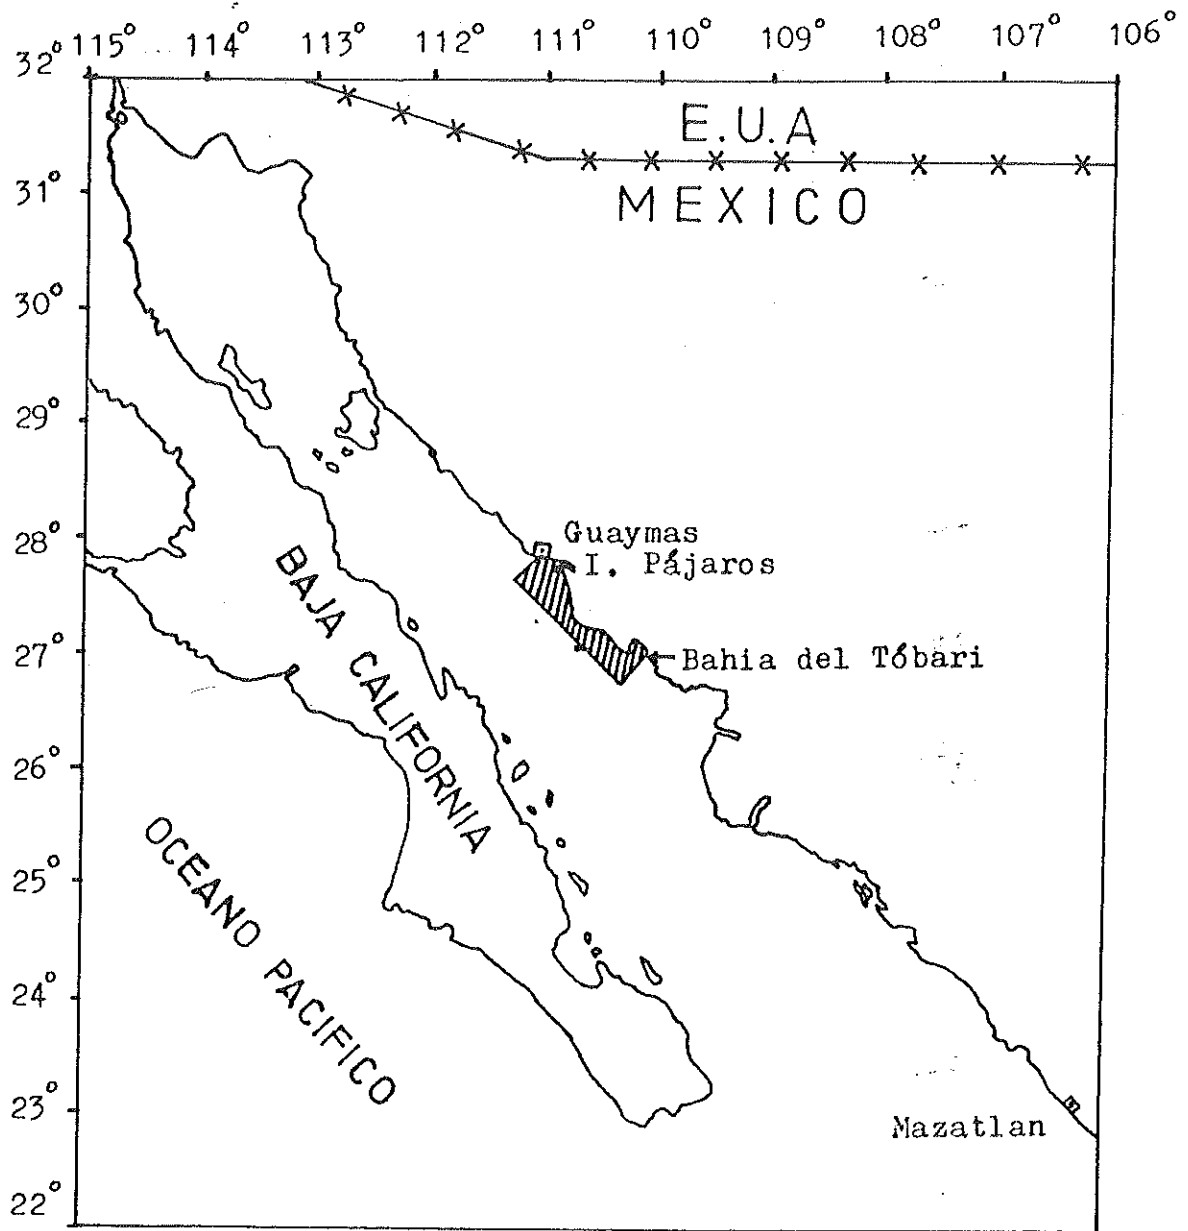 115° 114° 113° 112° 111° 110° 109° 108° 107° 106°
32°
E.U.A
31°
MEXICO
30°
29°
28°
Guaymas
I. Pájaros
27°
Bahia del Tóbari
BAJA CALIFORNIA
26°
25°
OCEANO PACIFICO
24°
23°
Mazatlan
22°